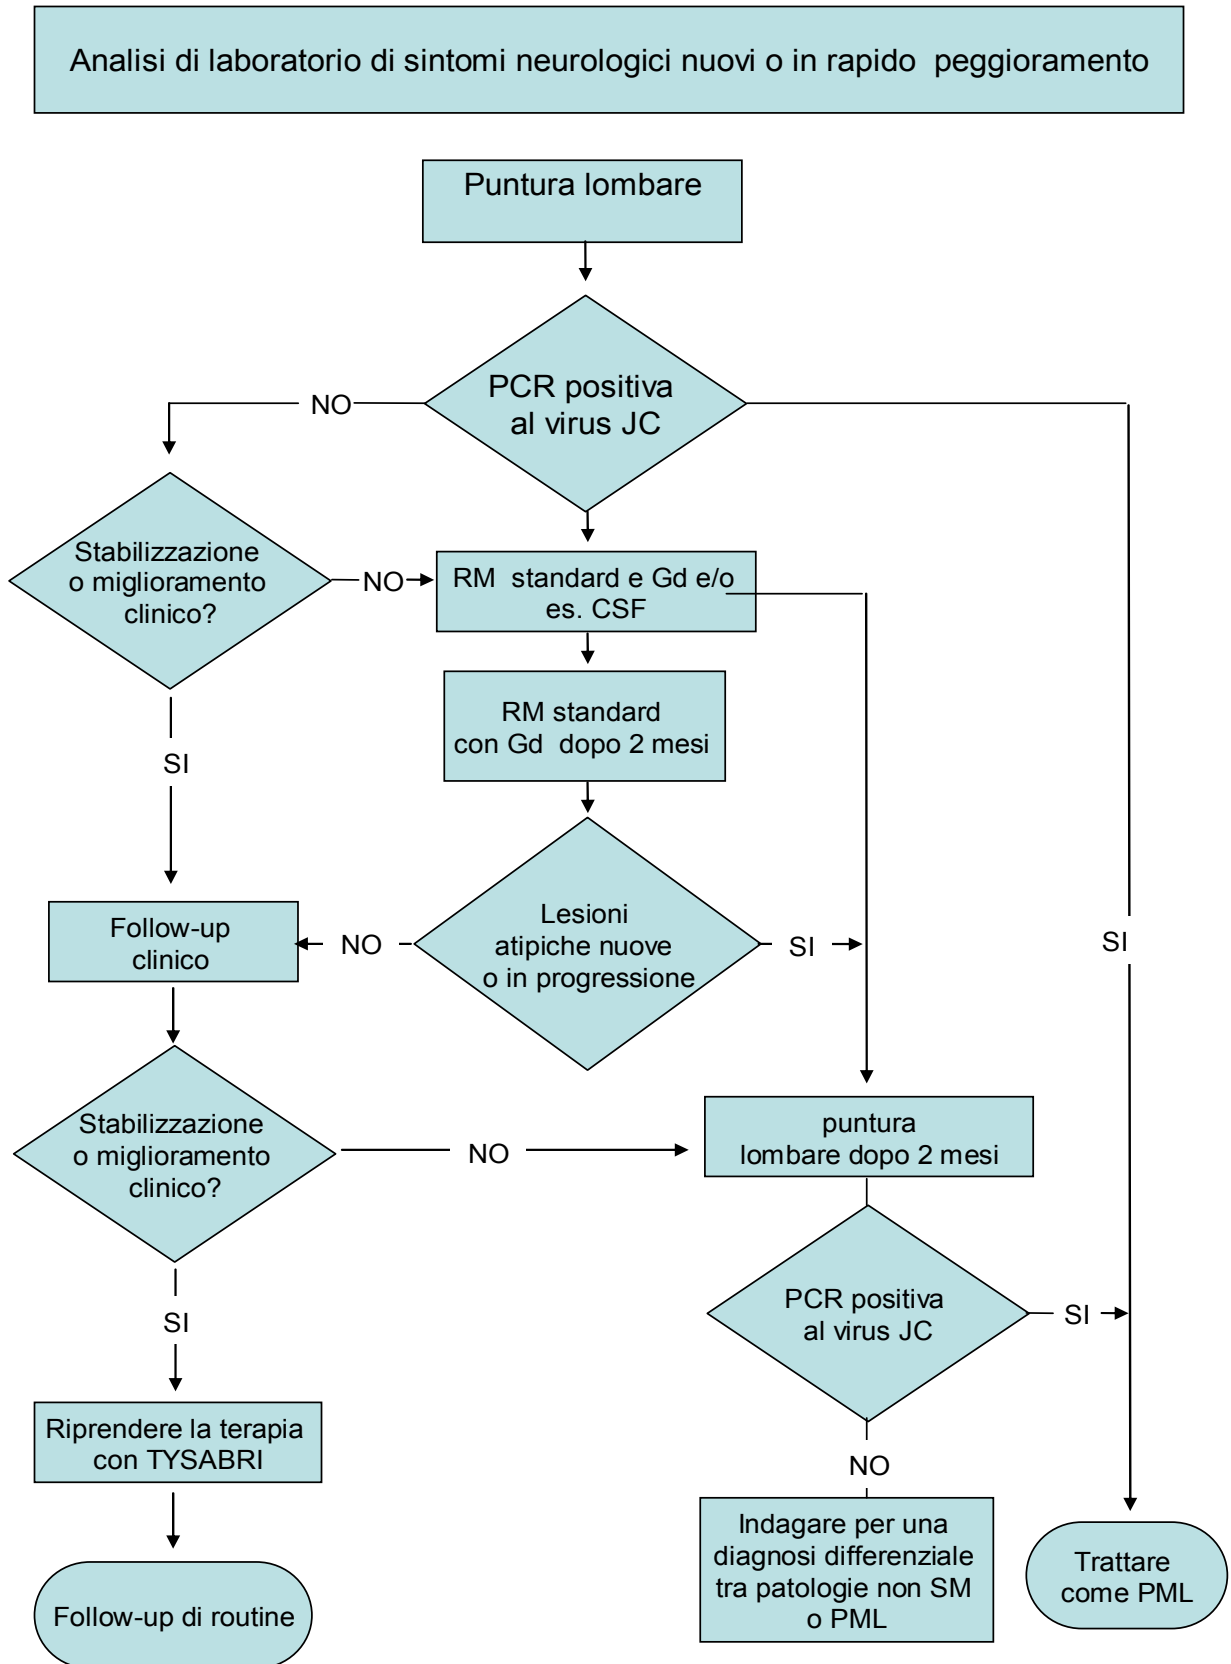 Analisi di laboratorio di sintomi neurologici nuovi o in rapido peggioramento
Puntura lombare
PCR positiva
al virus JC
NO
Stabilizzazione
o miglioramento
clinico?
NO
RM standard e Gd e/o
es. CSF
RM standard
con Gd dopo 2 mesi
SI
Follow-up
clinico
NO
Lesioni
atipiche nuove
o in progressione
SI
SI
Stabilizzazione
o miglioramento
clinico?
NO
puntura
lombare dopo 2 mesi
SI
PCR positiva
al virus JC
SI
Riprendere la terapia
con TYSABRI
NO
Indagare per una
diagnosi differenziale
tra patologie non SM
o PML
Trattare
come PML
Follow-up di routine